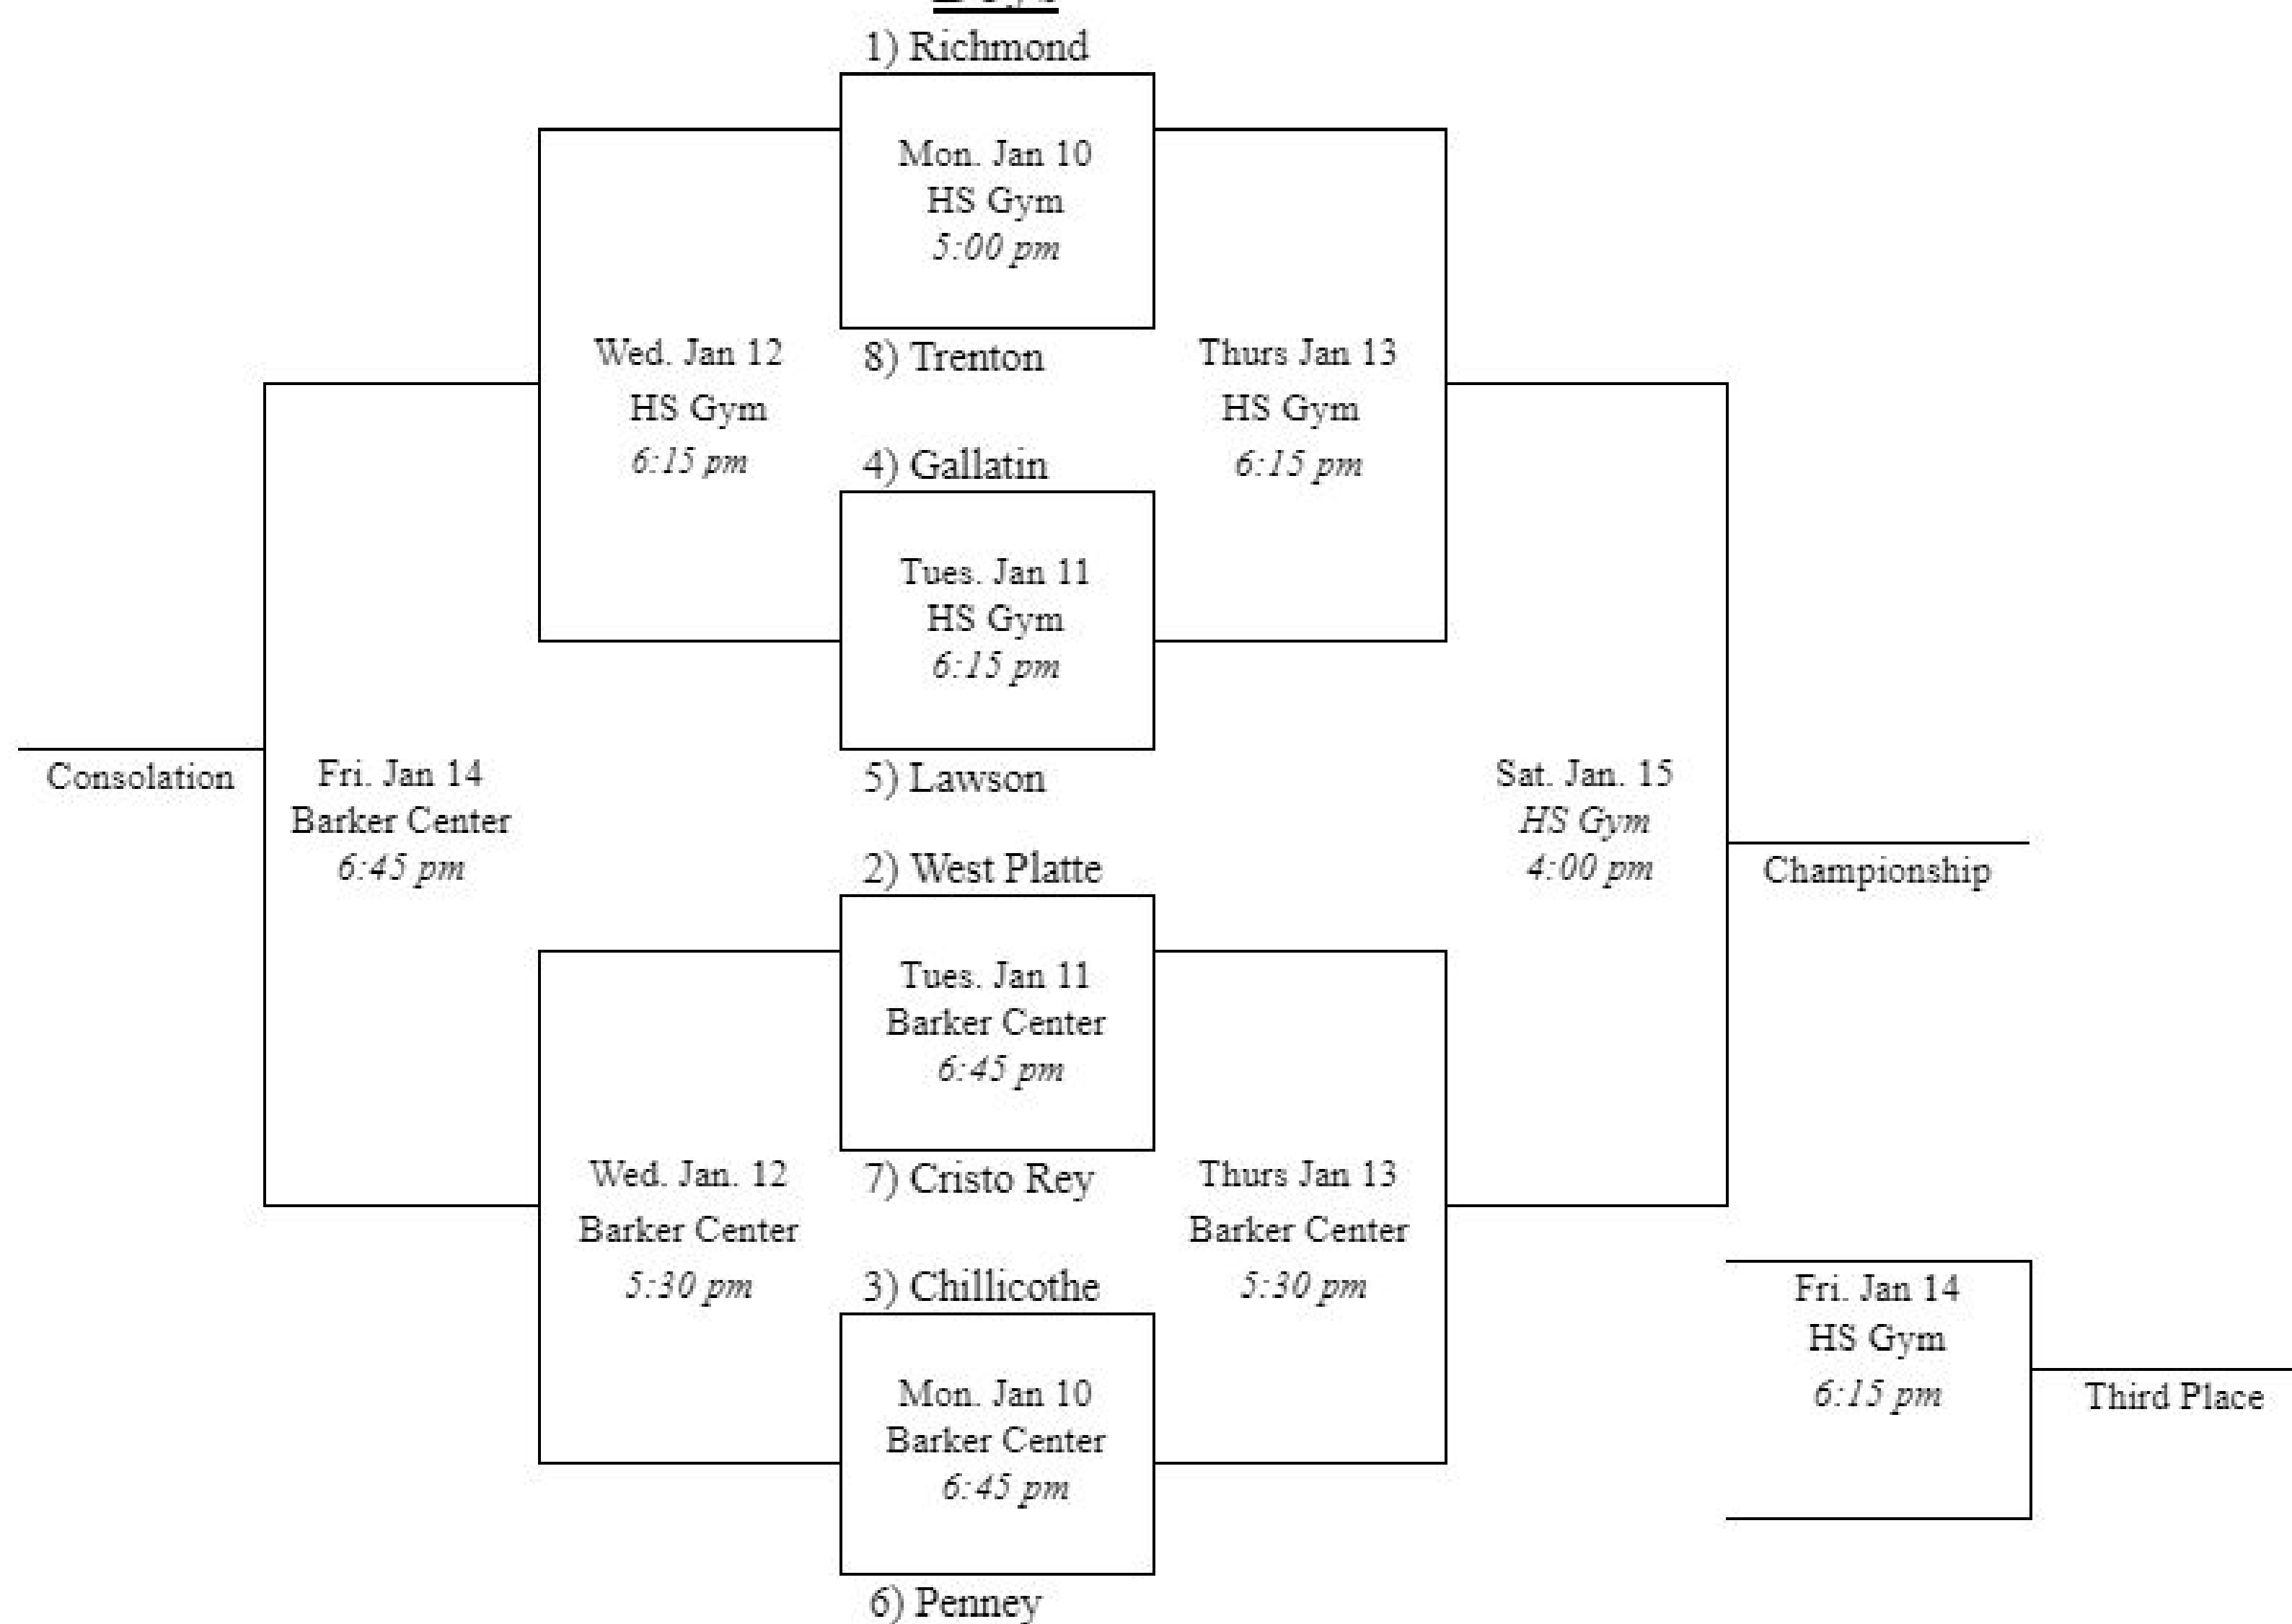 1) Richmond
Mon. Jan 10
HS Gym
5:00 pm
8) Trenton
Wed. Jan 12
HS Gym
6:15 pm
Thurs Jan 13
HS Gym
6:15 pm
4) Gallatin
Tues. Jan 11
HS Gym
6:15 pm
5) Lawson
Consolation
Fri. Jan 14
Barker Center
6:45 pm
Sat. Jan. 15
HS Gym
4:00 pm
Championship
2) West Platte
Tues. Jan 11
Barker Center
6:45 pm
7) Cristo Rey
Wed. Jan. 12
Barker Center
5:30 pm
Thurs Jan 13
Barker Center
5:30 pm
3) Chillicothe
Mon. Jan 10
Barker Center
6:45 pm
6) Penney
Fri. Jan 14
HS Gym
6:15 pm
Third Place